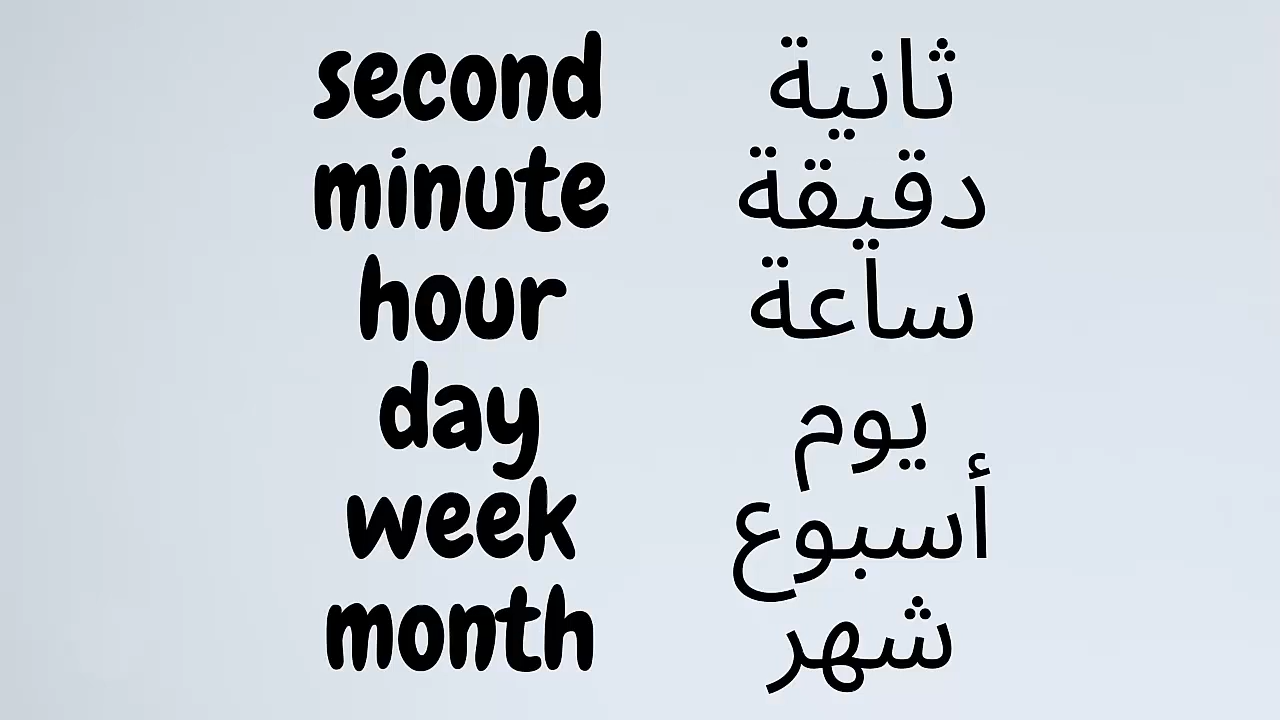 second ثانية
minute دقيقة
hour ساعة
day يوم
week أسبوع
month شهر